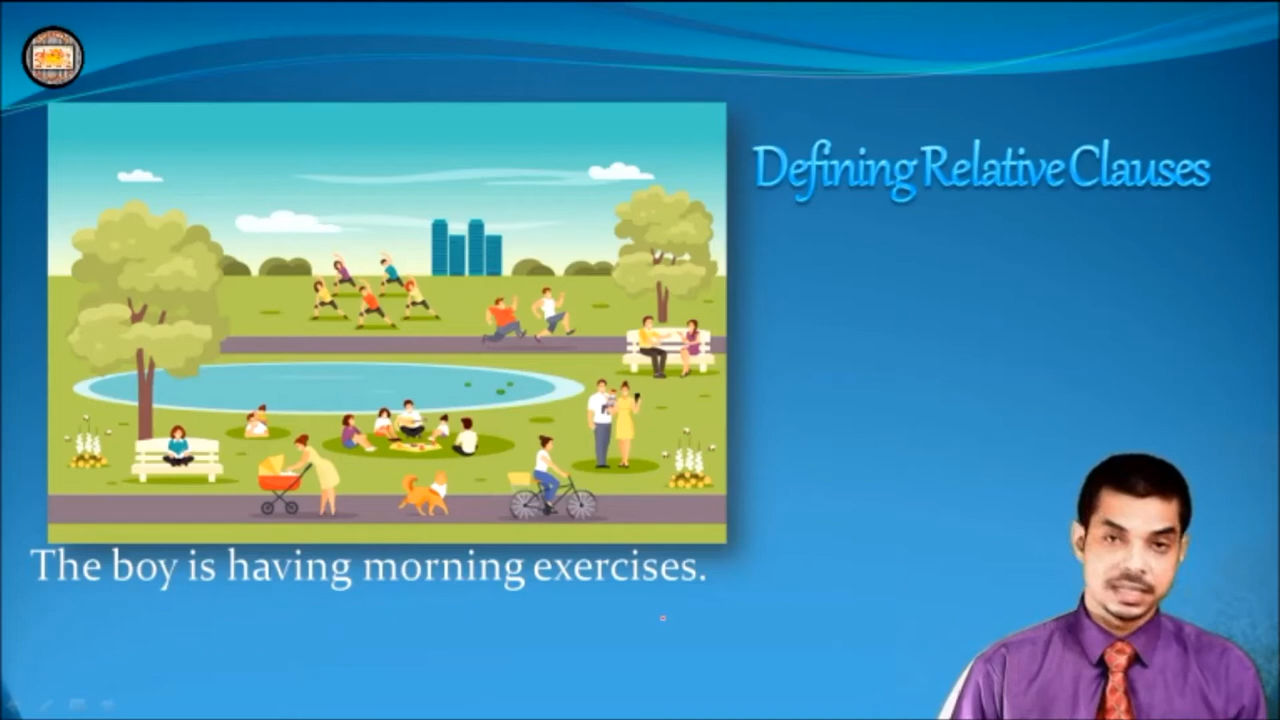 Defining Relative Clauses
The boy is having morning exercises.